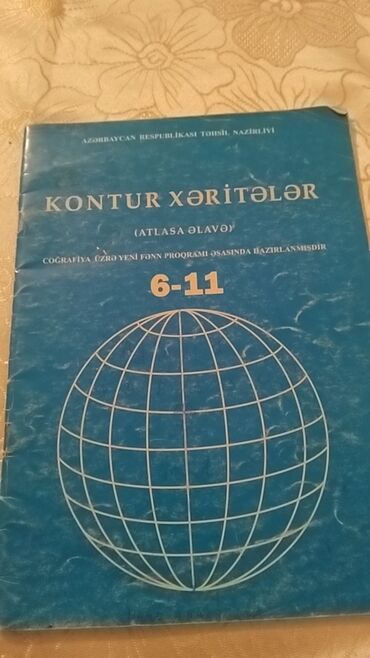 AZƏRBAYCAN RESPUBLİKASI TƏHSİL NAZİRLİYİ
KONTUR XƏRİTƏLƏR
(ATLASA ƏLAVƏ)
COĞRAFİYA ÜZRƏ YENİ FƏNN PROQRAMI ƏSASINDA HAZIRLANMIŞDIR
6-11